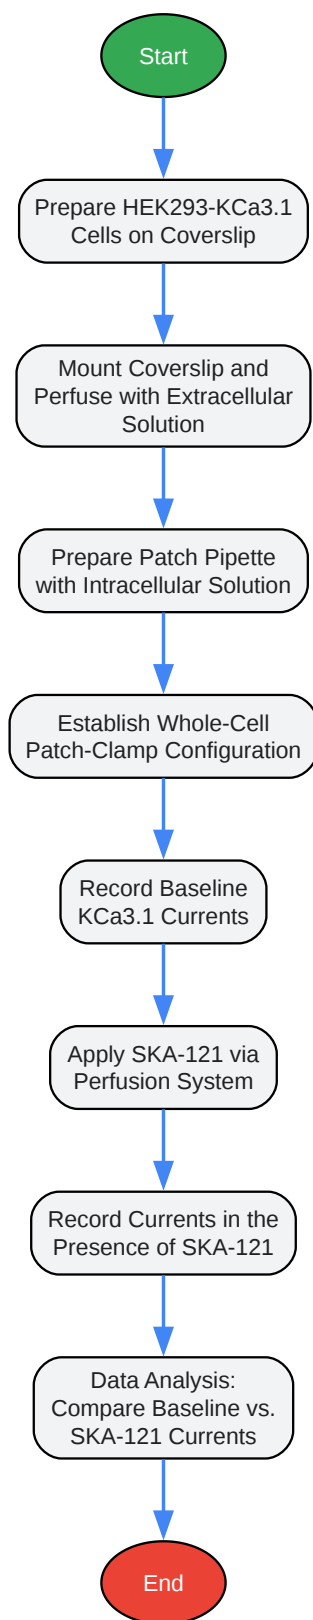 Start
Prepare HEK293-KCa3.1
Cells on Coverslip
Mount Coverslip and
Perfuse with Extracellular
Solution
Prepare Patch Pipette
with Intracellular Solution
Establish Whole-Cell
Patch-Clamp Configuration
Record Baseline
KCa3.1 Currents
Apply SKA-121 via
Perfusion System
Record Currents in the
Presence of SKA-121
Data Analysis:
Compare Baseline vs.
SKA-121 Currents
End